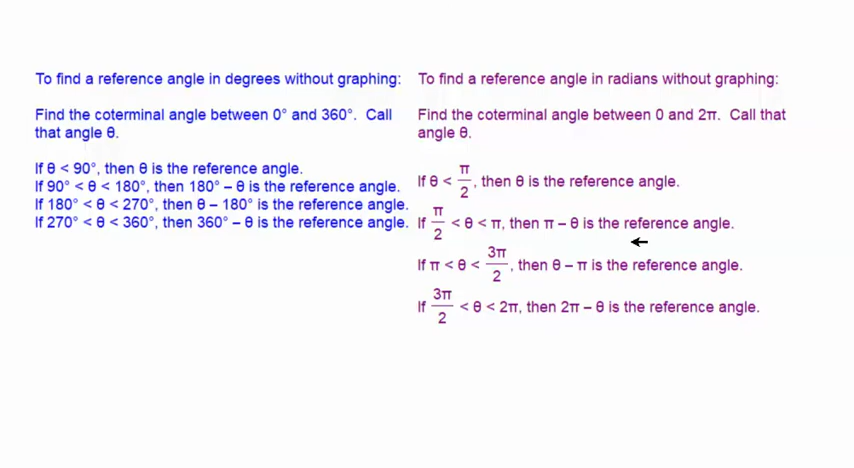 To find a reference angle in degrees without graphing:
Find the coterminal angle between 0° and 360°. Call
that angle θ.
If θ < 90°, then θ is the reference angle.
If 90° < θ < 180°, then 180° – θ is the reference angle.
If 180° < θ < 270°, then θ – 180° is the reference angle.
If 270° < θ < 360°, then 360° – θ is the reference angle.
To find a reference angle in radians without graphing:
Find the coterminal angle between 0 and 2π. Call that
angle θ.
If θ < π/2, then θ is the reference angle.
If π/2 < θ < π, then π – θ is the reference angle.
If π < θ < 3π/2, then θ – π is the reference angle.
If 3π/2 < θ < 2π, then 2π – θ is the reference angle.